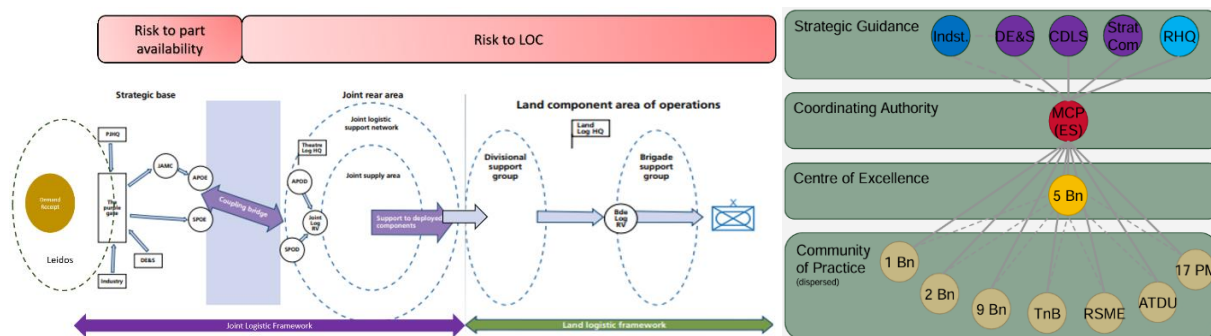 Risk to part
availability
Risk to LOC
Strategic base
Joint rear area
Joint logistic
support network
Land component area of operations
PJHQ
JAMC
APOE
The
purple
gate
SPOE
Demand
Receipt
Leidos
DE&S
Industry
Coupling bridge
Theatre
Log HQ
Joint supply area
APOD
Joint Log
RV
SPOD
Support to deployed
components
Land
Log HQ
Divisional
support
group
Brigade
support
group
Bde
Log
RV
X
Joint Logistic Framework
Land logistic framework
Strategic Guidance
Indst.
DE&S
CDLS
Strat
Com
RHQ
Coordinating Authority
MCP
(ES)
Centre of Excellence
5 Bn
Community
of Practice
(dispersed)
1 Bn
2 Bn
9 Bn
TnB
RSME
ATDU
17 PM